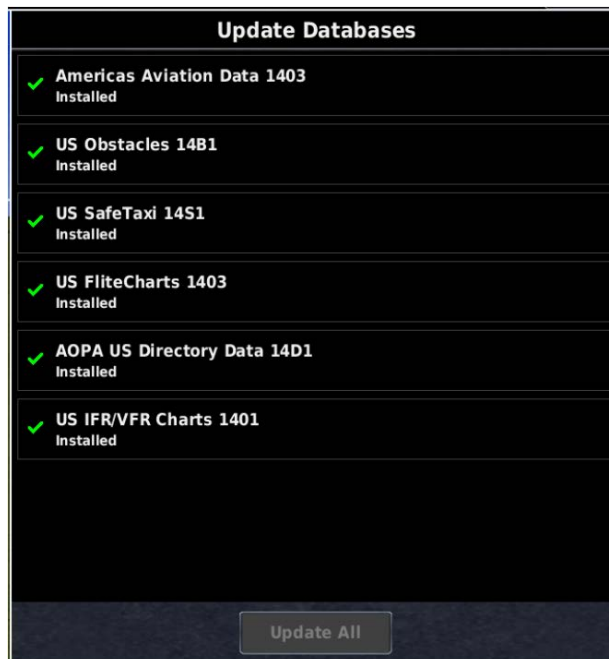 Update Databases
Americas Aviation Data 1403
Installed
US Obstacles 14B1
Installed
US SafeTaxi 14S1
Installed
US FliteCharts 1403
Installed
AOPA US Directory Data 14D1
Installed
US IFR/VFR Charts 1401
Installed
Update All